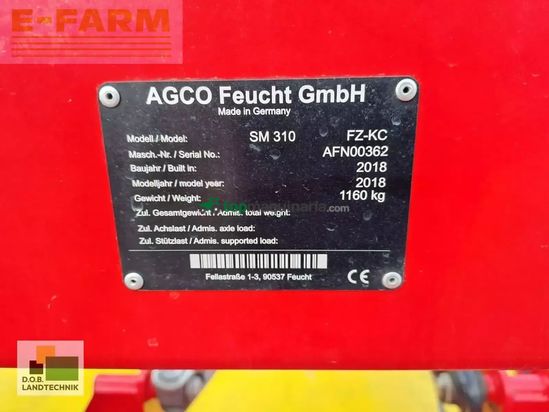 E-FARM
AGCO Feucht GmbH
Made in Germany
Modell / Model: SM 310 FZ-KC
Masch.-Nr. / Serial No.: AFN00362
Baujahr / Built in: 2018
Modelljahr / model year: 2018
Gewicht / Weight: 1160 kg
Zul. Gesamtgewicht / Admis. total weight:
Zul. Achslast / Admis. axle load:
Zul. Stützlast / Admis. supported load:
Fellastraße 1-3, 90537 Feucht CE
D.O.B.
LANDTECHNIK